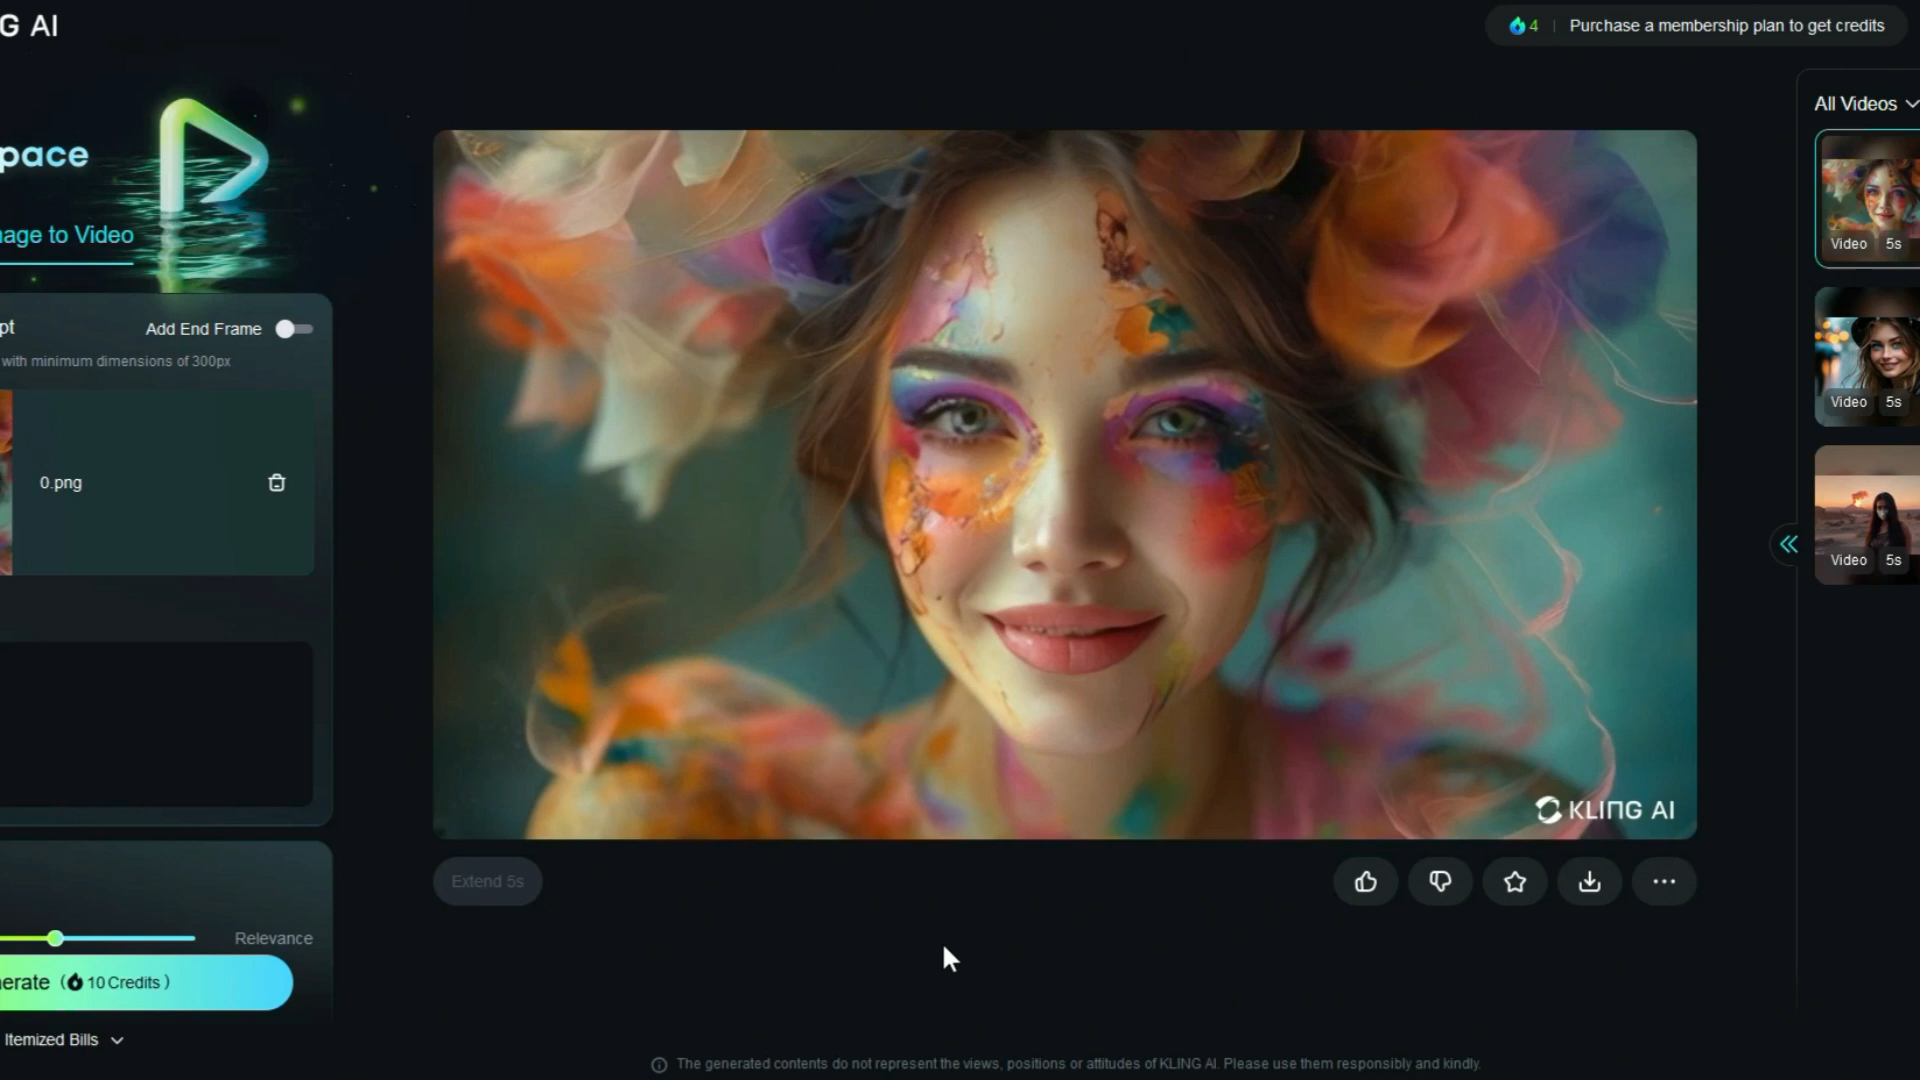 G AI
4
Purchase a membership plan to get credits
pace
nage to Video
pt
Add End Frame
with minimum dimensions of 300px
0.png
Relevance
nerate (10 Credits )
Itemized Bills
KLING AI
Extend 5s
All Videos
Video 5s
Video 5s
Video 5s
The generated contents do not represent the views, positions or attitudes of KLING AI. Please use them responsibly and kindly.